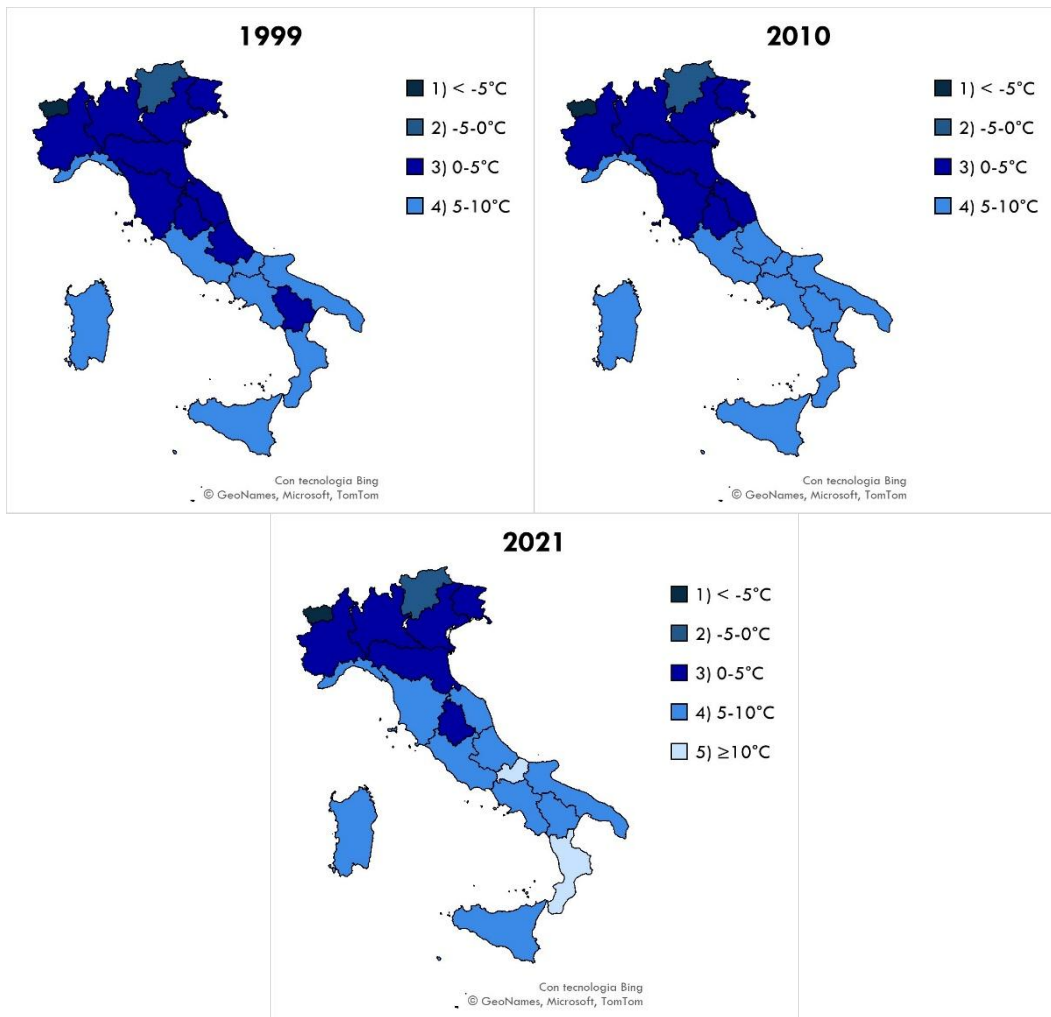 1999
1) < -5°C
2) -5-0°C
3) 0-5°C
4) 5-10°C
Con tecnologia Bing
© GeoNames, Microsoft, TomTom
2010
1) < -5°C
2) -5-0°C
3) 0-5°C
4) 5-10°C
Con tecnologia Bing
© GeoNames, Microsoft, TomTom
2021
1) < -5°C
2) -5-0°C
3) 0-5°C
4) 5-10°C
5) ≥10°C
Con tecnologia Bing
© GeoNames, Microsoft, TomTom